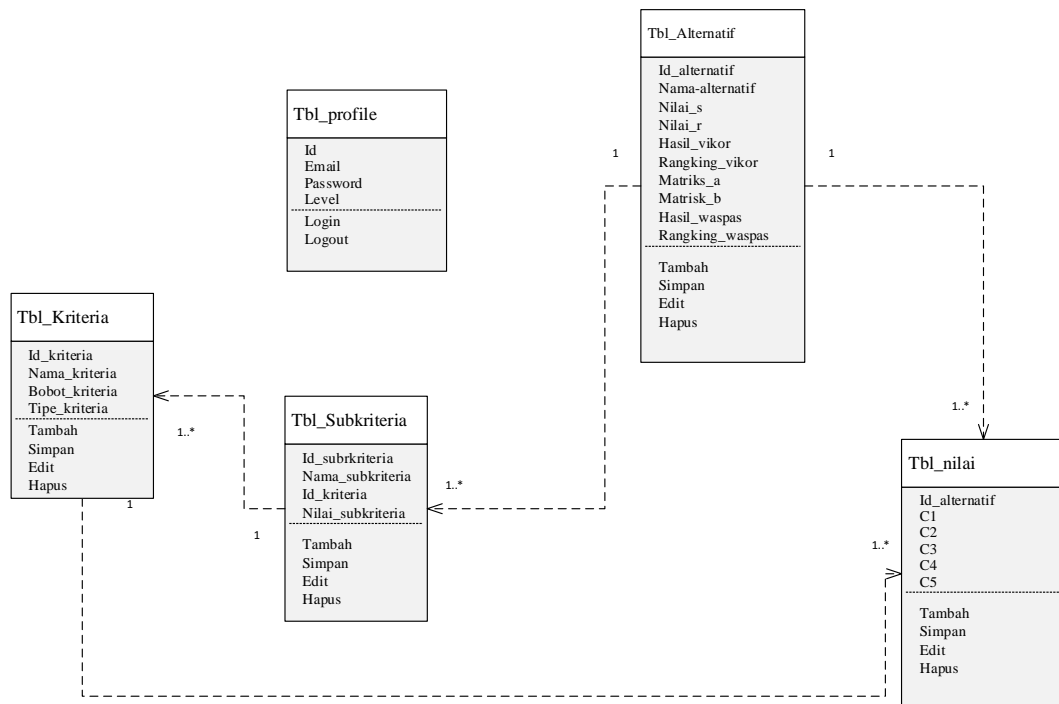 Tbl_Alternatif
Id_alternatif
Nama-alternatif
Nilai_s
Nilai_r
Hasil_vikor
Rangking_vikor
Matriks_a
Matrisk_b
Hasil_waspas
Rangking_waspas
Tambah
Simpan
Edit
Hapus
Tbl_profile
Id
Email
Password
Level
Login
Logout
1
1
Tbl_Kriteria
Id_kriteria
Nama_kriteria
Bobot_kriteria
Tipe_kriteria
Tambah
Simpan
Edit
Hapus
1..*
1
Tbl_Subkriteria
Id_subrkriteria
Nama_subkriteria
Id_kriteria
Nilai_subkriteria
Tambah
Simpan
Edit
Hapus
1..*
1
1..*
1..*
Tbl_nilai
Id_alternatif
C1
C2
C3
C4
C5
Tambah
Simpan
Edit
Hapus